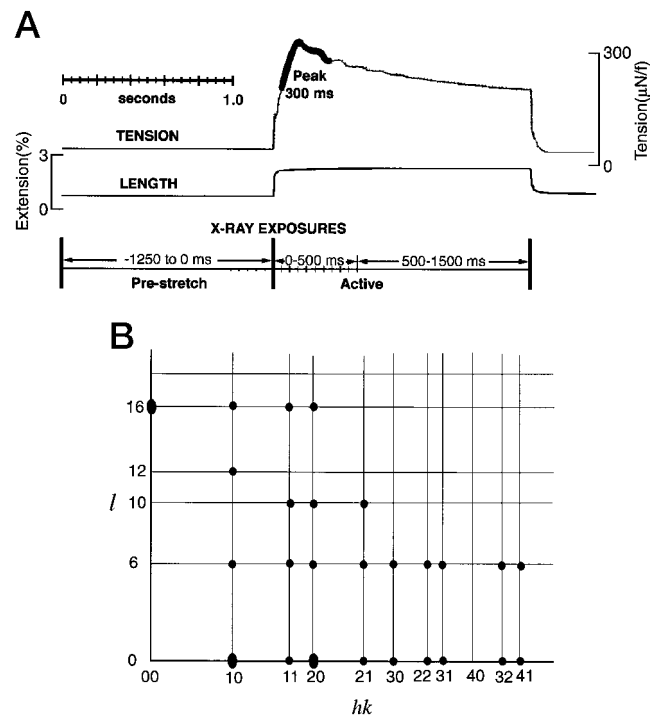 A
0 seconds 1.0
Peak
300 ms
300
0
Tension(µN/f)
TENSION
3
0
Extension(%)
LENGTH
X-RAY EXPOSURES
-1250 to 0 ms 0-500 ms 500-1500 ms
Pre-stretch Active
B
16
12
l 10
6
0
00 10 11 20 21 30 22 31 40 32 41
hk